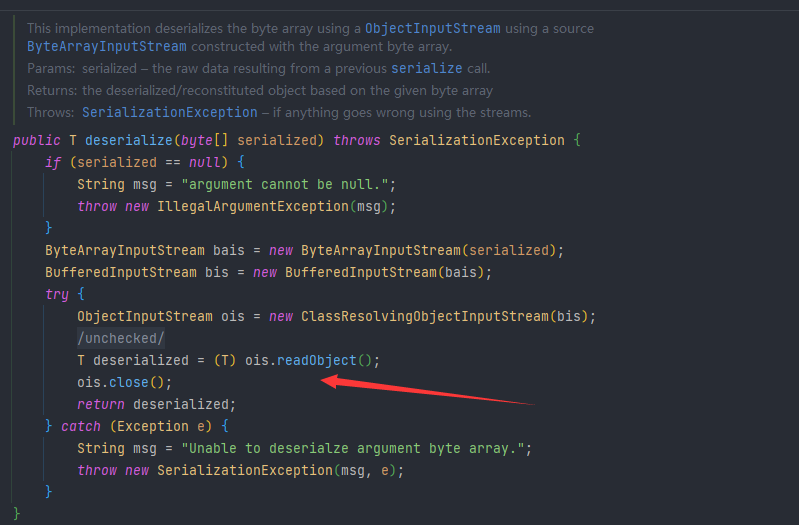 This implementation deserializes the byte array using a ObjectInputStream using a source
ByteArrayInputStream constructed with the argument byte array.
Params: serialized – the raw data resulting from a previous serialize call.
Returns: the deserialized/reconstituted object based on the given byte array
Throws: SerializationException – if anything goes wrong using the streams.
public T deserialize(byte[] serialized) throws SerializationException {
if (serialized == null) {
String msg = "argument cannot be null.";
throw new IllegalArgumentException(msg);
}
ByteArrayInputStream bais = new ByteArrayInputStream(serialized);
BufferedInputStream bis = new BufferedInputStream(bais);
try {
ObjectInputStream ois = new ClassResolvingObjectInputStream(bis);
/unchecked/
T deserialized = (T) ois.readObject();
ois.close();
return deserialized;
} catch (Exception e) {
String msg = "Unable to deserialze argument byte array.";
throw new SerializationException(msg, e);
}
}